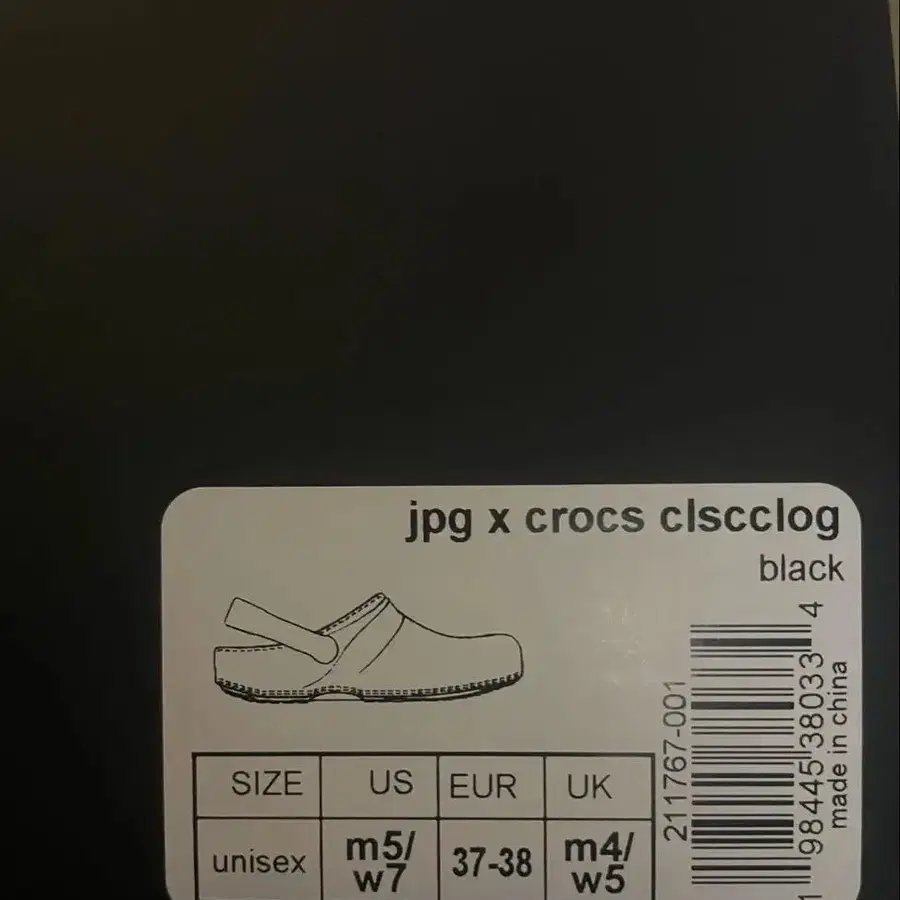 jpg x crocs clscclog
black
SIZE US EUR UK
unisex m5/w7 37-38 m4/w5
211767-001
1 98445 38033 4
made in china